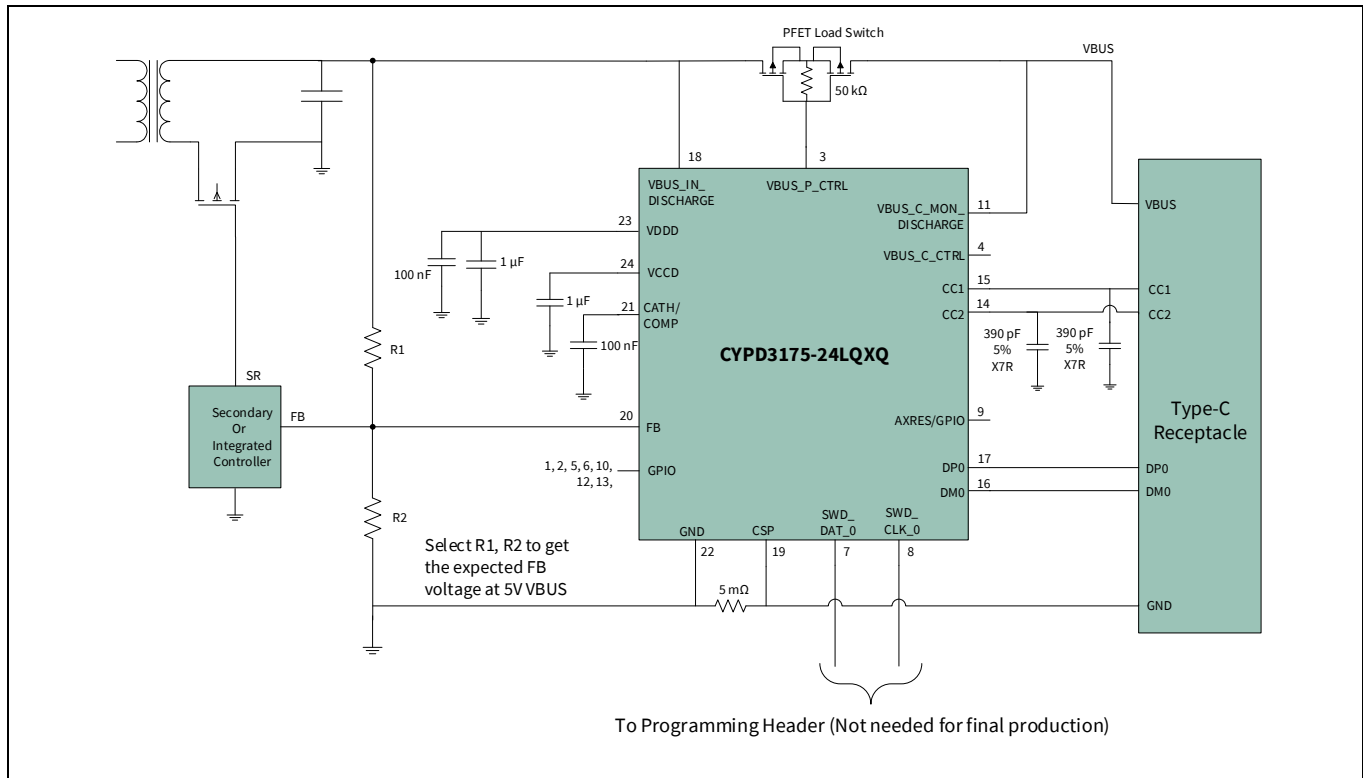 PFET Load Switch
VBUS
50 kΩ
18
3
VBUS_IN_
DISCHARGE
VBUS_P_CTRL
VBUS_C_MON_
DISCHARGE
11
VBUS
23
VDDD
100 nF
1 µF
VBUS_C_CTRL
4
24
VCCD
1 µF
CC1
15
CC1
21
CATH/
COMP
CC2
14
CC2
100 nF
390 pF
5%
X7R
390 pF
5%
X7R
CYPD3175-24LQXQ
R1
SR
Secondary
Or
Integrated
Controller
FB
20
FB
AXRES/GPIO
9
Type-C
Receptacle
1, 2, 5, 6, 10,
12, 13,
GPIO
DP0
17
DP0
DM0
16
DM0
R2
GND
CSP
SWD_
DAT_0
SWD_
CLK_0
22
19
7
8
Select R1, R2 to get
the expected FB
voltage at 5V VBUS
5 mΩ
GND
To Programming Header (Not needed for final production)